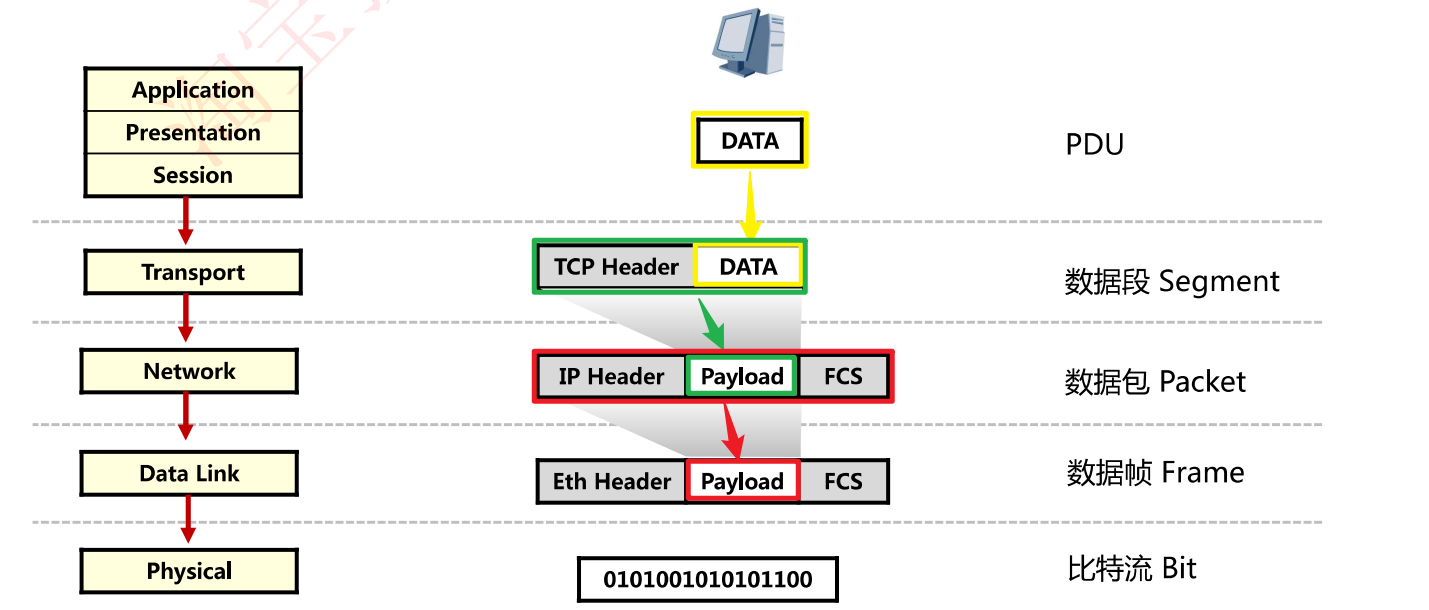 Application
Presentation
Session
DATA
PDU
Transport
TCP Header DATA
数据段 Segment
Network
IP Header Payload FCS
数据包 Packet
Data Link
Eth Header Payload FCS
数据帧 Frame
Physical
0101001010101100
比特流 Bit
淘宝